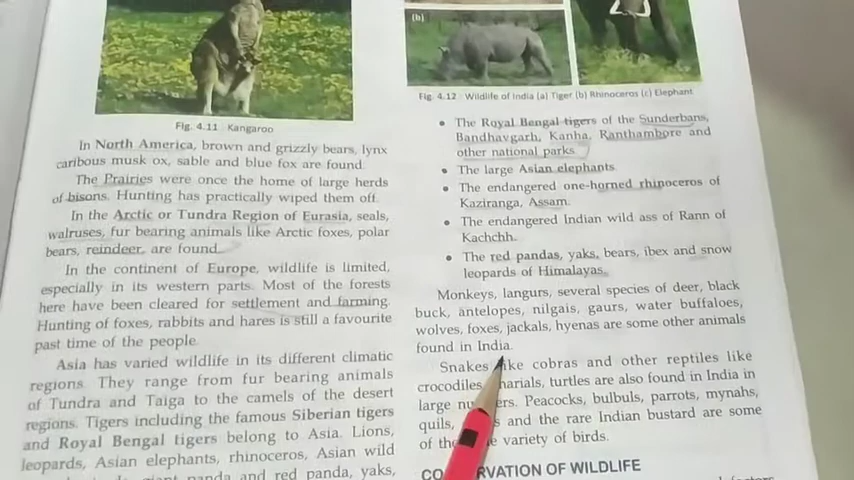 Fig. 4.11 Kangaroo
In North America, brown and grizzly bears, lynx
caribous musk ox, sable and blue fox are found.
The Prairies were once the home of large herds
of bisons. Hunting has practically wiped them off.
In the Arctic or Tundra Region of Eurasia, seals,
walruses, fur bearing animals like Arctic foxes, polar
bears, reindeer, are found
In the continent of Europe, wildlife is limited,
especially in its western parts. Most of the forests
here have been cleared for settlement and farming.
Hunting of foxes, rabbits and hares is still a favourite
past time of the people.
Asia has varied wildlife in its different climatic
regions. They range from fur bearing animals
of Tundra and Taiga to the camels of the desert
regions. Tigers including the famous Siberian tigers
and Royal Bengal tigers belong to Asia. Lions,
leopards, Asian elephants, rhinoceros, Asian wild
panda and red panda, yaks,
(b)
Fig. 4.12 Wildlife of India (a) Tiger (b) Rhinoceros (c) Elephant
• The Royal Bengal tigers of the Sunderbans,
Bandhavgarh, Kanha, Ranthambore and
other national parks
• The large Asian elephants
• The endangered one-horned rhinoceros of
Kaziranga, Assam.
• The endangered Indian wild ass of Rann of
Kachchh.
• The red pandas, yaks, bears, ibex and snow
leopards of Himalayas.
Monkeys, langurs, several species of deer, black
buck, antelopes, nilgais, gaurs, water buffaloes,
wolves, foxes, jackals, hyenas are some other animals
found in India.
Snakes like cobras and other reptiles like
crocodiles, turtles are also found in India in
large Peacocks, bulbuls, parrots, mynahs,
quils, and the rare Indian bustard are some
of the variety of birds.
CONSERVATION OF WILDLIFE